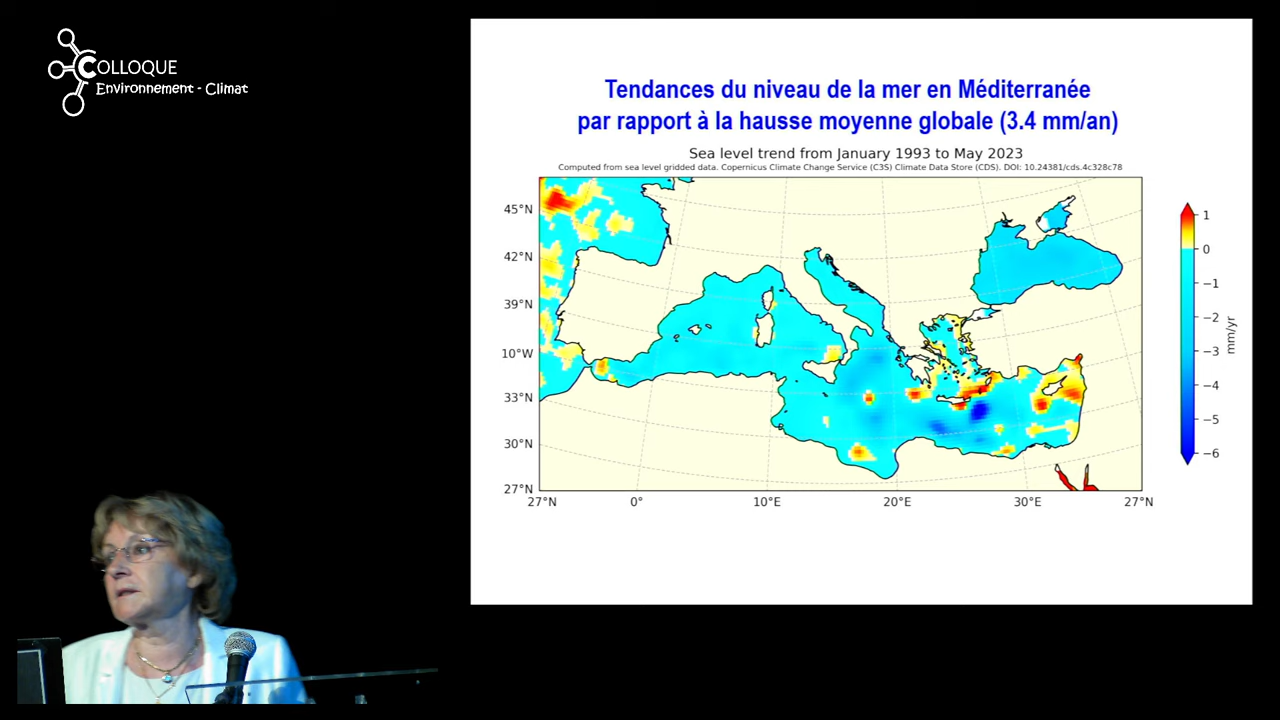 COLLOQUE
Environnement - Climat
Tendances du niveau de la mer en Méditerranée
par rapport à la hausse moyenne globale (3.4 mm/an)
Sea level trend from January 1993 to May 2023
Computed from sea level gridded data. Copernicus Climate Change Service (C3S) Climate Data Store (CDS). DOI: 10.24381/cds.4c328c78
45°N
42°N
39°N
10°W
33°N
30°N
27°N
27°N 0° 10°E 20°E 30°E 27°N
1
0
−1
−2
−3
−4
−5
−6
mm/yr